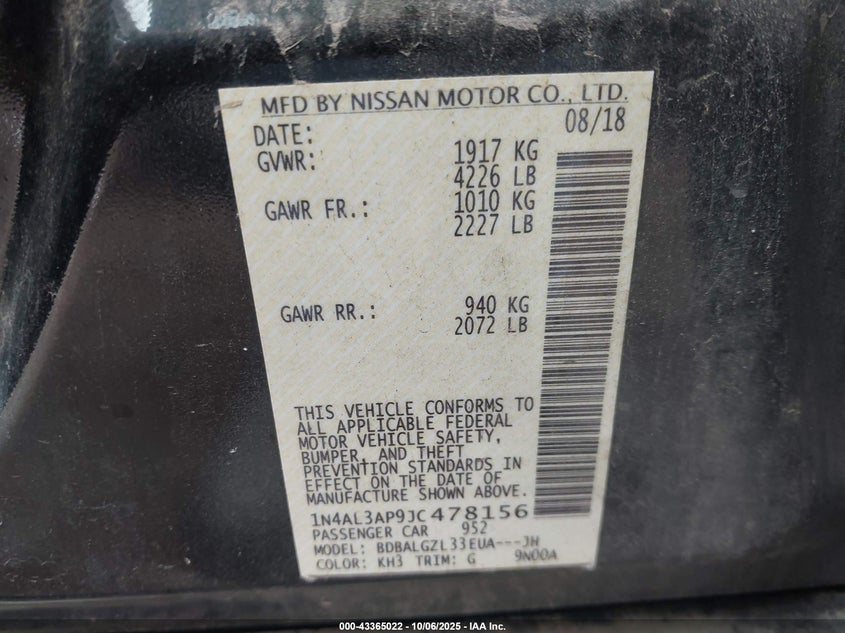 MFD BY NISSAN MOTOR CO., LTD.
DATE: 08/18
GVWR: 1917 KG
4226 LB
GAWR FR.: 1010 KG
2227 LB
GAWR RR.: 940 KG
2072 LB
THIS VEHICLE CONFORMS TO
ALL APPLICABLE FEDERAL
MOTOR VEHICLE SAFETY,
BUMPER, AND THEFT
PREVENTION STANDARDS IN
EFFECT ON THE DATE OF
MANUFACTURE SHOWN ABOVE.
1N4AL3AP9JC478156
PASSENGER CAR 952
MODEL: BDBALGZL33EUA---JH
COLOR: KH3 TRIM: G 9N00A
000-43365022 - 10/06/2025 - IAA Inc.